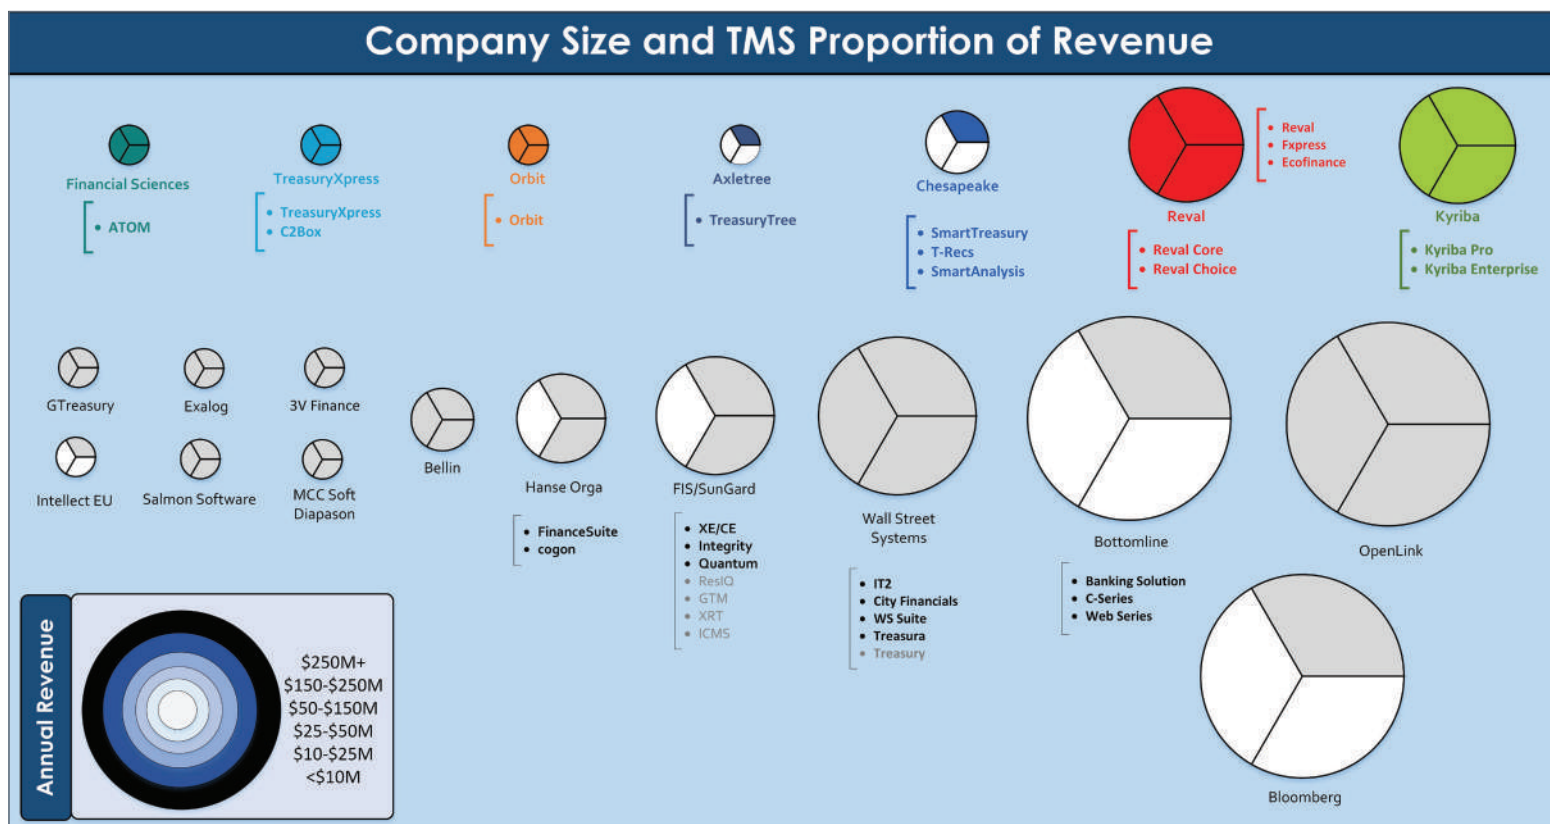 Company Size and TMS Proportion of Revenue
Financial Sciences
• ATOM
TreasuryXpress
• TreasuryXpress
• C2Box
Orbit
• Orbit
Axletree
• TreasuryTree
Chesapeake
• SmartTreasury
• T-Recs
• SmartAnalysis
Reval
• Reval
• Fxpress
• Ecofinance
• Reval Core
• Reval Choice
Kyriba
• Kyriba Pro
• Kyriba Enterprise
GTreasury
Exalog
3V Finance
Intellect EU
Salmon Software
MCC Soft
Diapason
Bellin
Hanse Orga
• FinanceSuite
• cogon
FIS/SunGard
• XE/CE
• Integrity
• Quantum
• ResIQ
• GTM
• XRT
• ICMS
Wall Street
Systems
• IT2
• City Financials
• WS Suite
• Treasura
• Treasury
Bottomline
• Banking Solution
• C-Series
• Web Series
OpenLink
Bloomberg
Annual Revenue
$250M+
$150-$250M
$50-$150M
$25-$50M
$10-$25M
<$10M